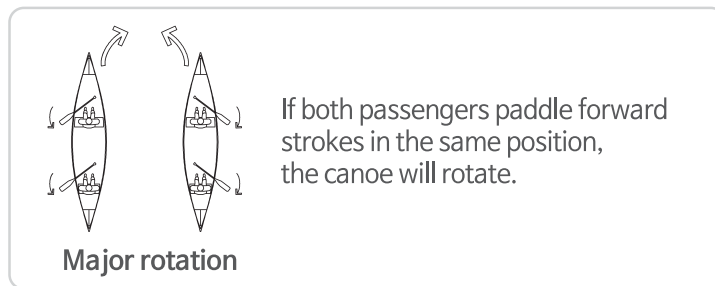 If both passengers paddle forward
strokes in the same position,
the canoe will rotate.
Major rotation